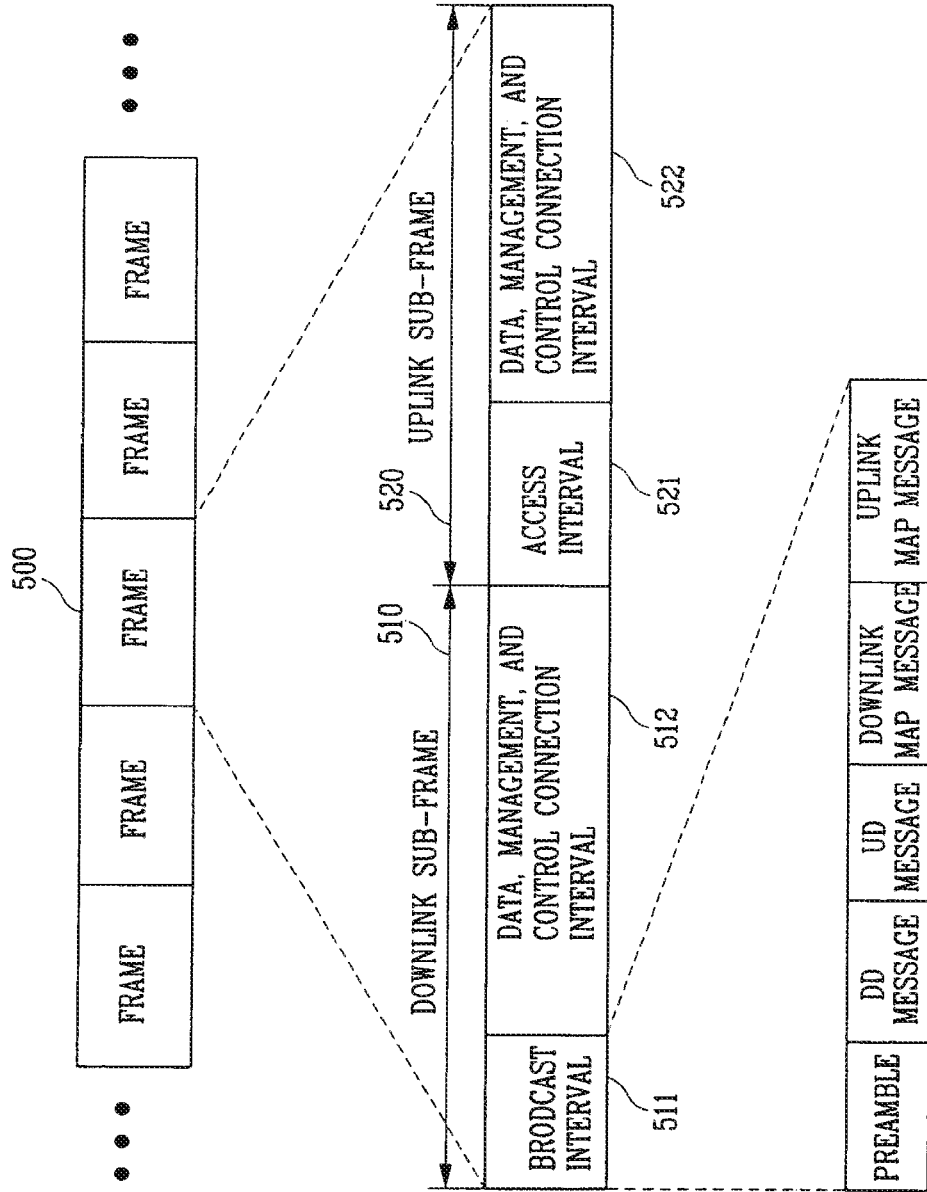 500
FRAME
FRAME
FRAME
FRAME
FRAME
DOWNLINK SUB-FRAME
510
520
UPLINK SUB-FRAME
BRODCAST
INTERVAL
DATA, MANAGEMENT, AND
CONTROL CONNECTION
INTERVAL
ACCESS
INTERVAL
DATA, MANAGEMENT, AND
CONTROL CONNECTION
INTERVAL
511
512
521
522
PREAMBLE
DD
MESSAGE
UD
MESSAGE
DOWNLINK
MAP MESSAGE
UPLINK
MAP MESSAGE